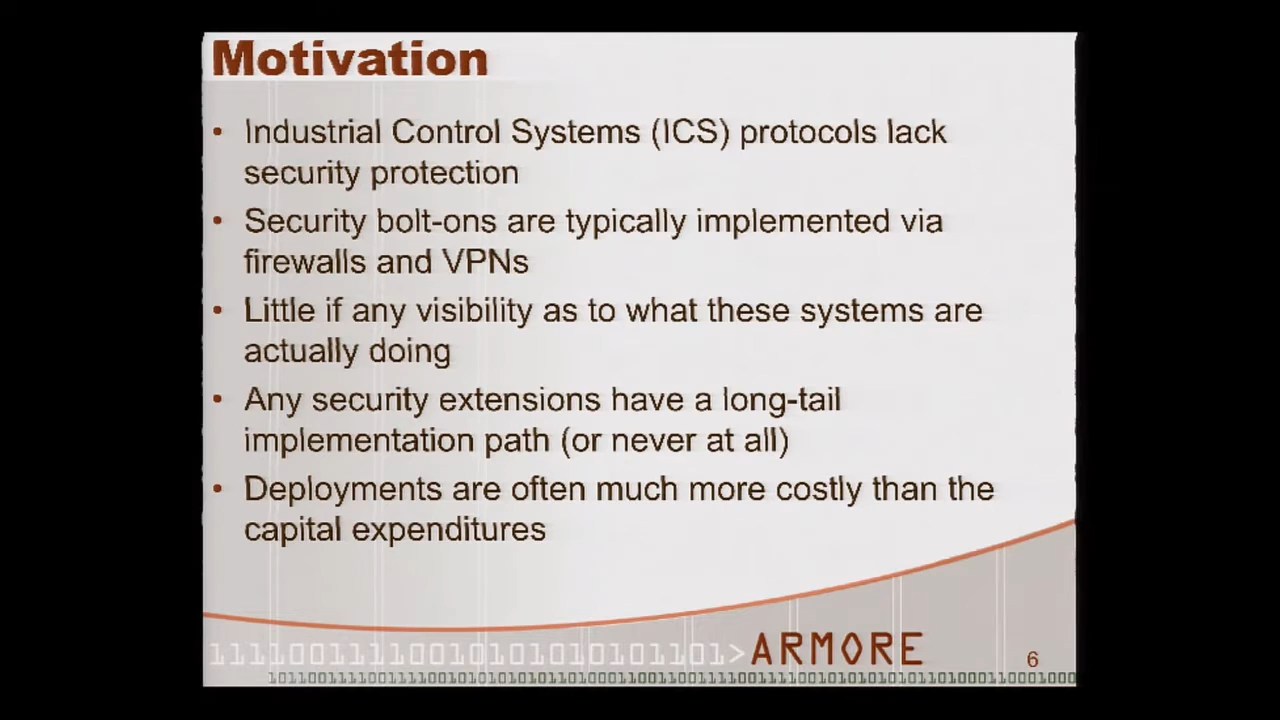 Motivation
• Industrial Control Systems (ICS) protocols lack
security protection
• Security bolt-ons are typically implemented via
firewalls and VPNs
• Little if any visibility as to what these systems are
actually doing
• Any security extensions have a long-tail
implementation path (or never at all)
• Deployments are often much more costly than the
capital expenditures
ARMORE
6